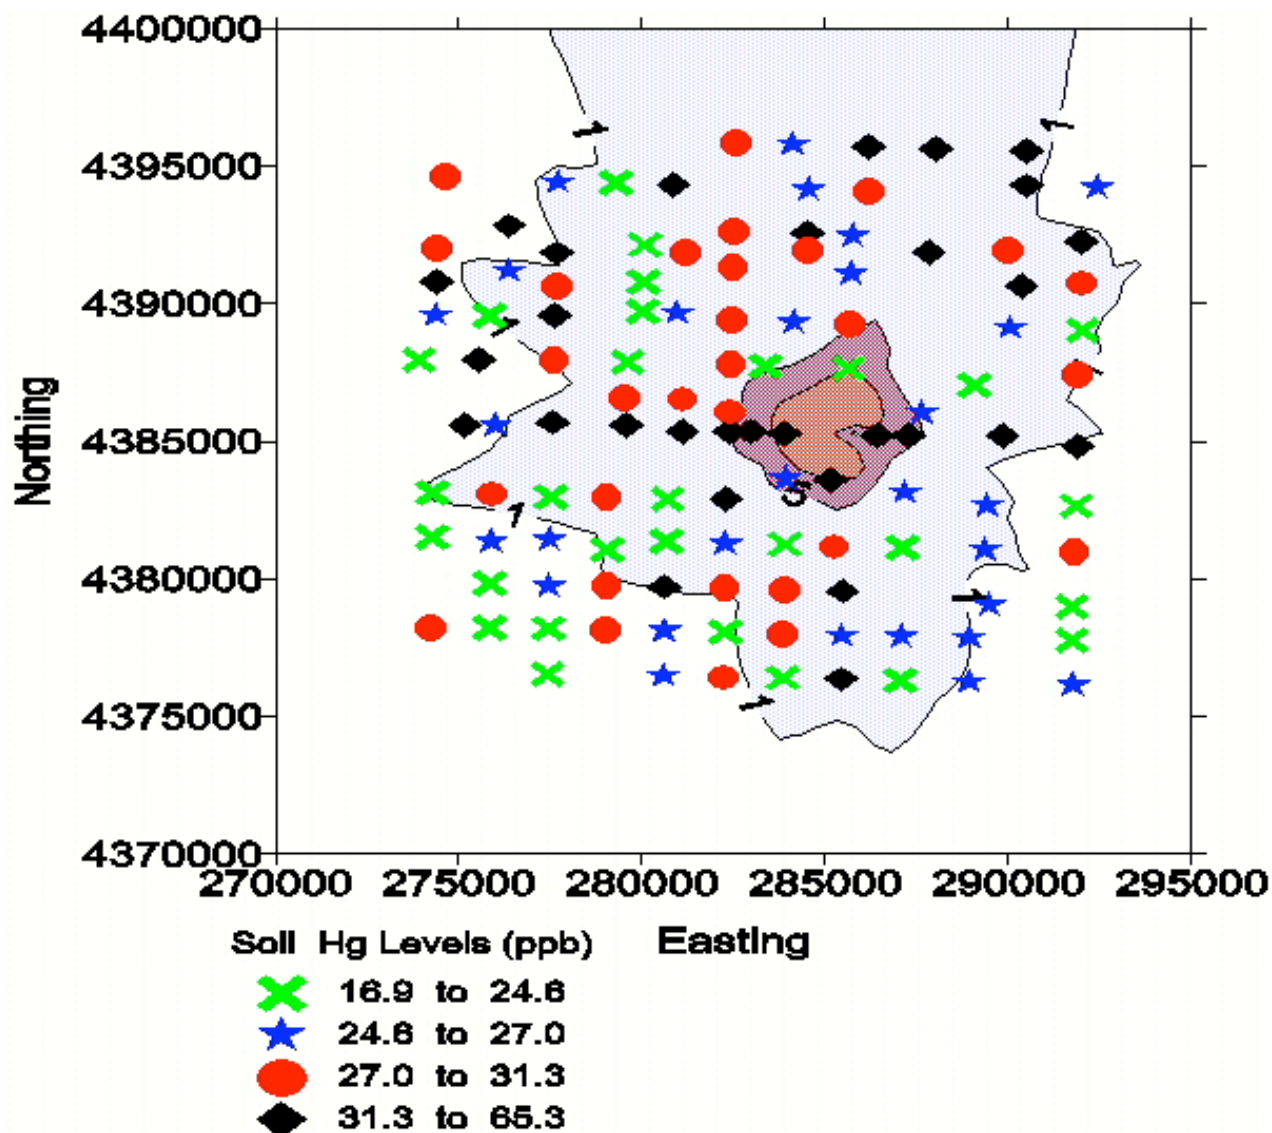 4400000
1
1
4395000
4390000
1
Northing
4385000
5
1
4380000
1
4375000
1
4370000
270000 275000 280000 285000 290000 295000
Soil Hg Levels (ppb) Easting
16.9 to 24.6
24.6 to 27.0
27.0 to 31.3
31.3 to 65.3